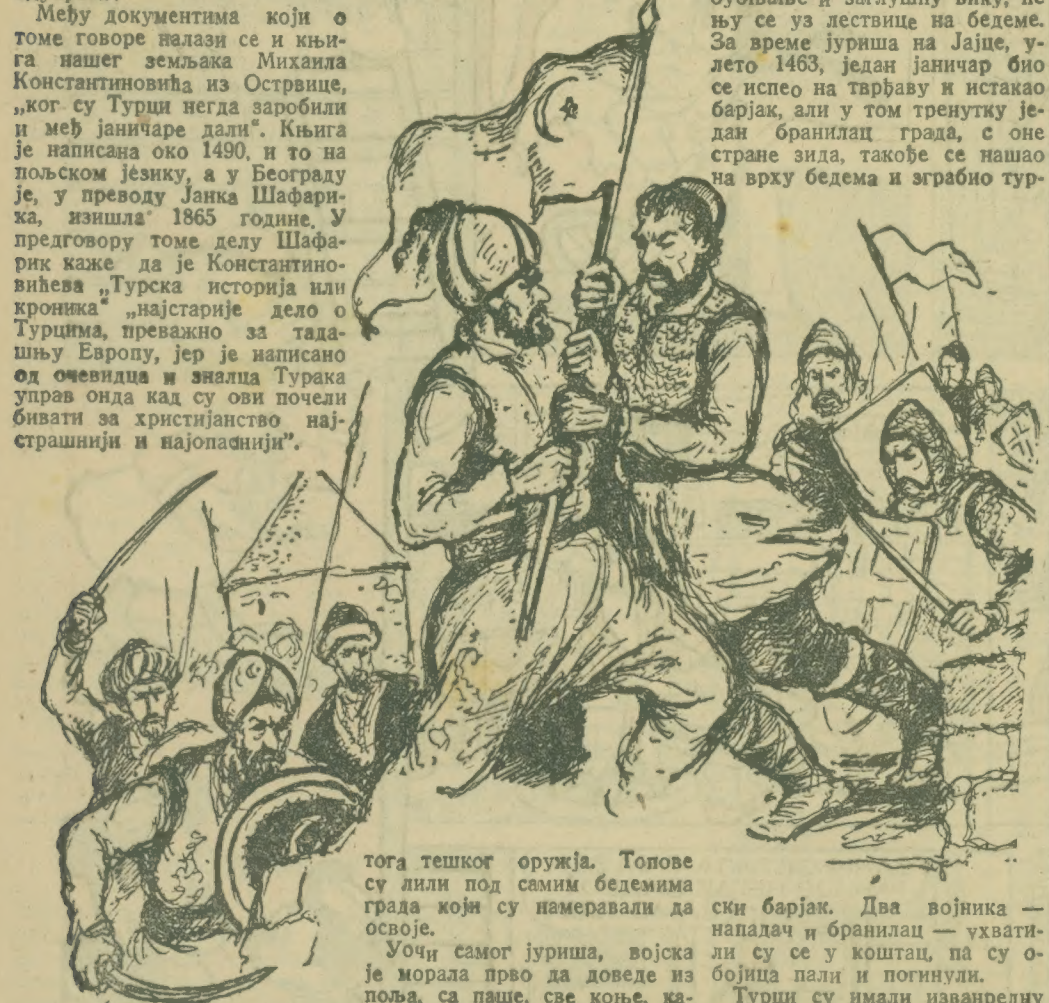 Међу документима који о
томе говоре налази се и књи-
га нашег земљака Михаила
Константиновића из Острвице,
„ког су Турци негда заробили
и међ јаничаре дали“. Књига
је написана око 1490, и то на
пољском језику, а у Београду
је, у преводу Јанка Шафари-
ка, изишла 1865 године. У
предговору томе делу Шафа-
рик каже да је Константино-
вићева „Турска историја или
кроника“ „најстарије дело о
Турцима, преважно за тада-
шњу Европу, јер је написано
од очевидца и зналца Турака
управ онда кад су ови почели
бивати за христијанство нај-
страшнији и најопаснији”.
тога тешког оружја. Топове
су лили под самим бедемима
града који су намеравали да
освоје.
Уочи самог јуриша, војска
је морала прво да доведе из
поља, са паше, све коње, ка-
њу се уз лествице на бедеме.
За време јуриша на Јајце, у-
лето 1463, један јаничар био
се испео на тврђаву и истакао
барјак, али у том тренутку је-
дан бранилац града, с оне
стране зида, такође се нашао
на врху бедема и зграбио тур-
ски барјак. Два војника —
нападач и бранилац — ухвати-
ли су се у коштац, па су о-
бојица пали и погинули.
Турци су имали изванредну